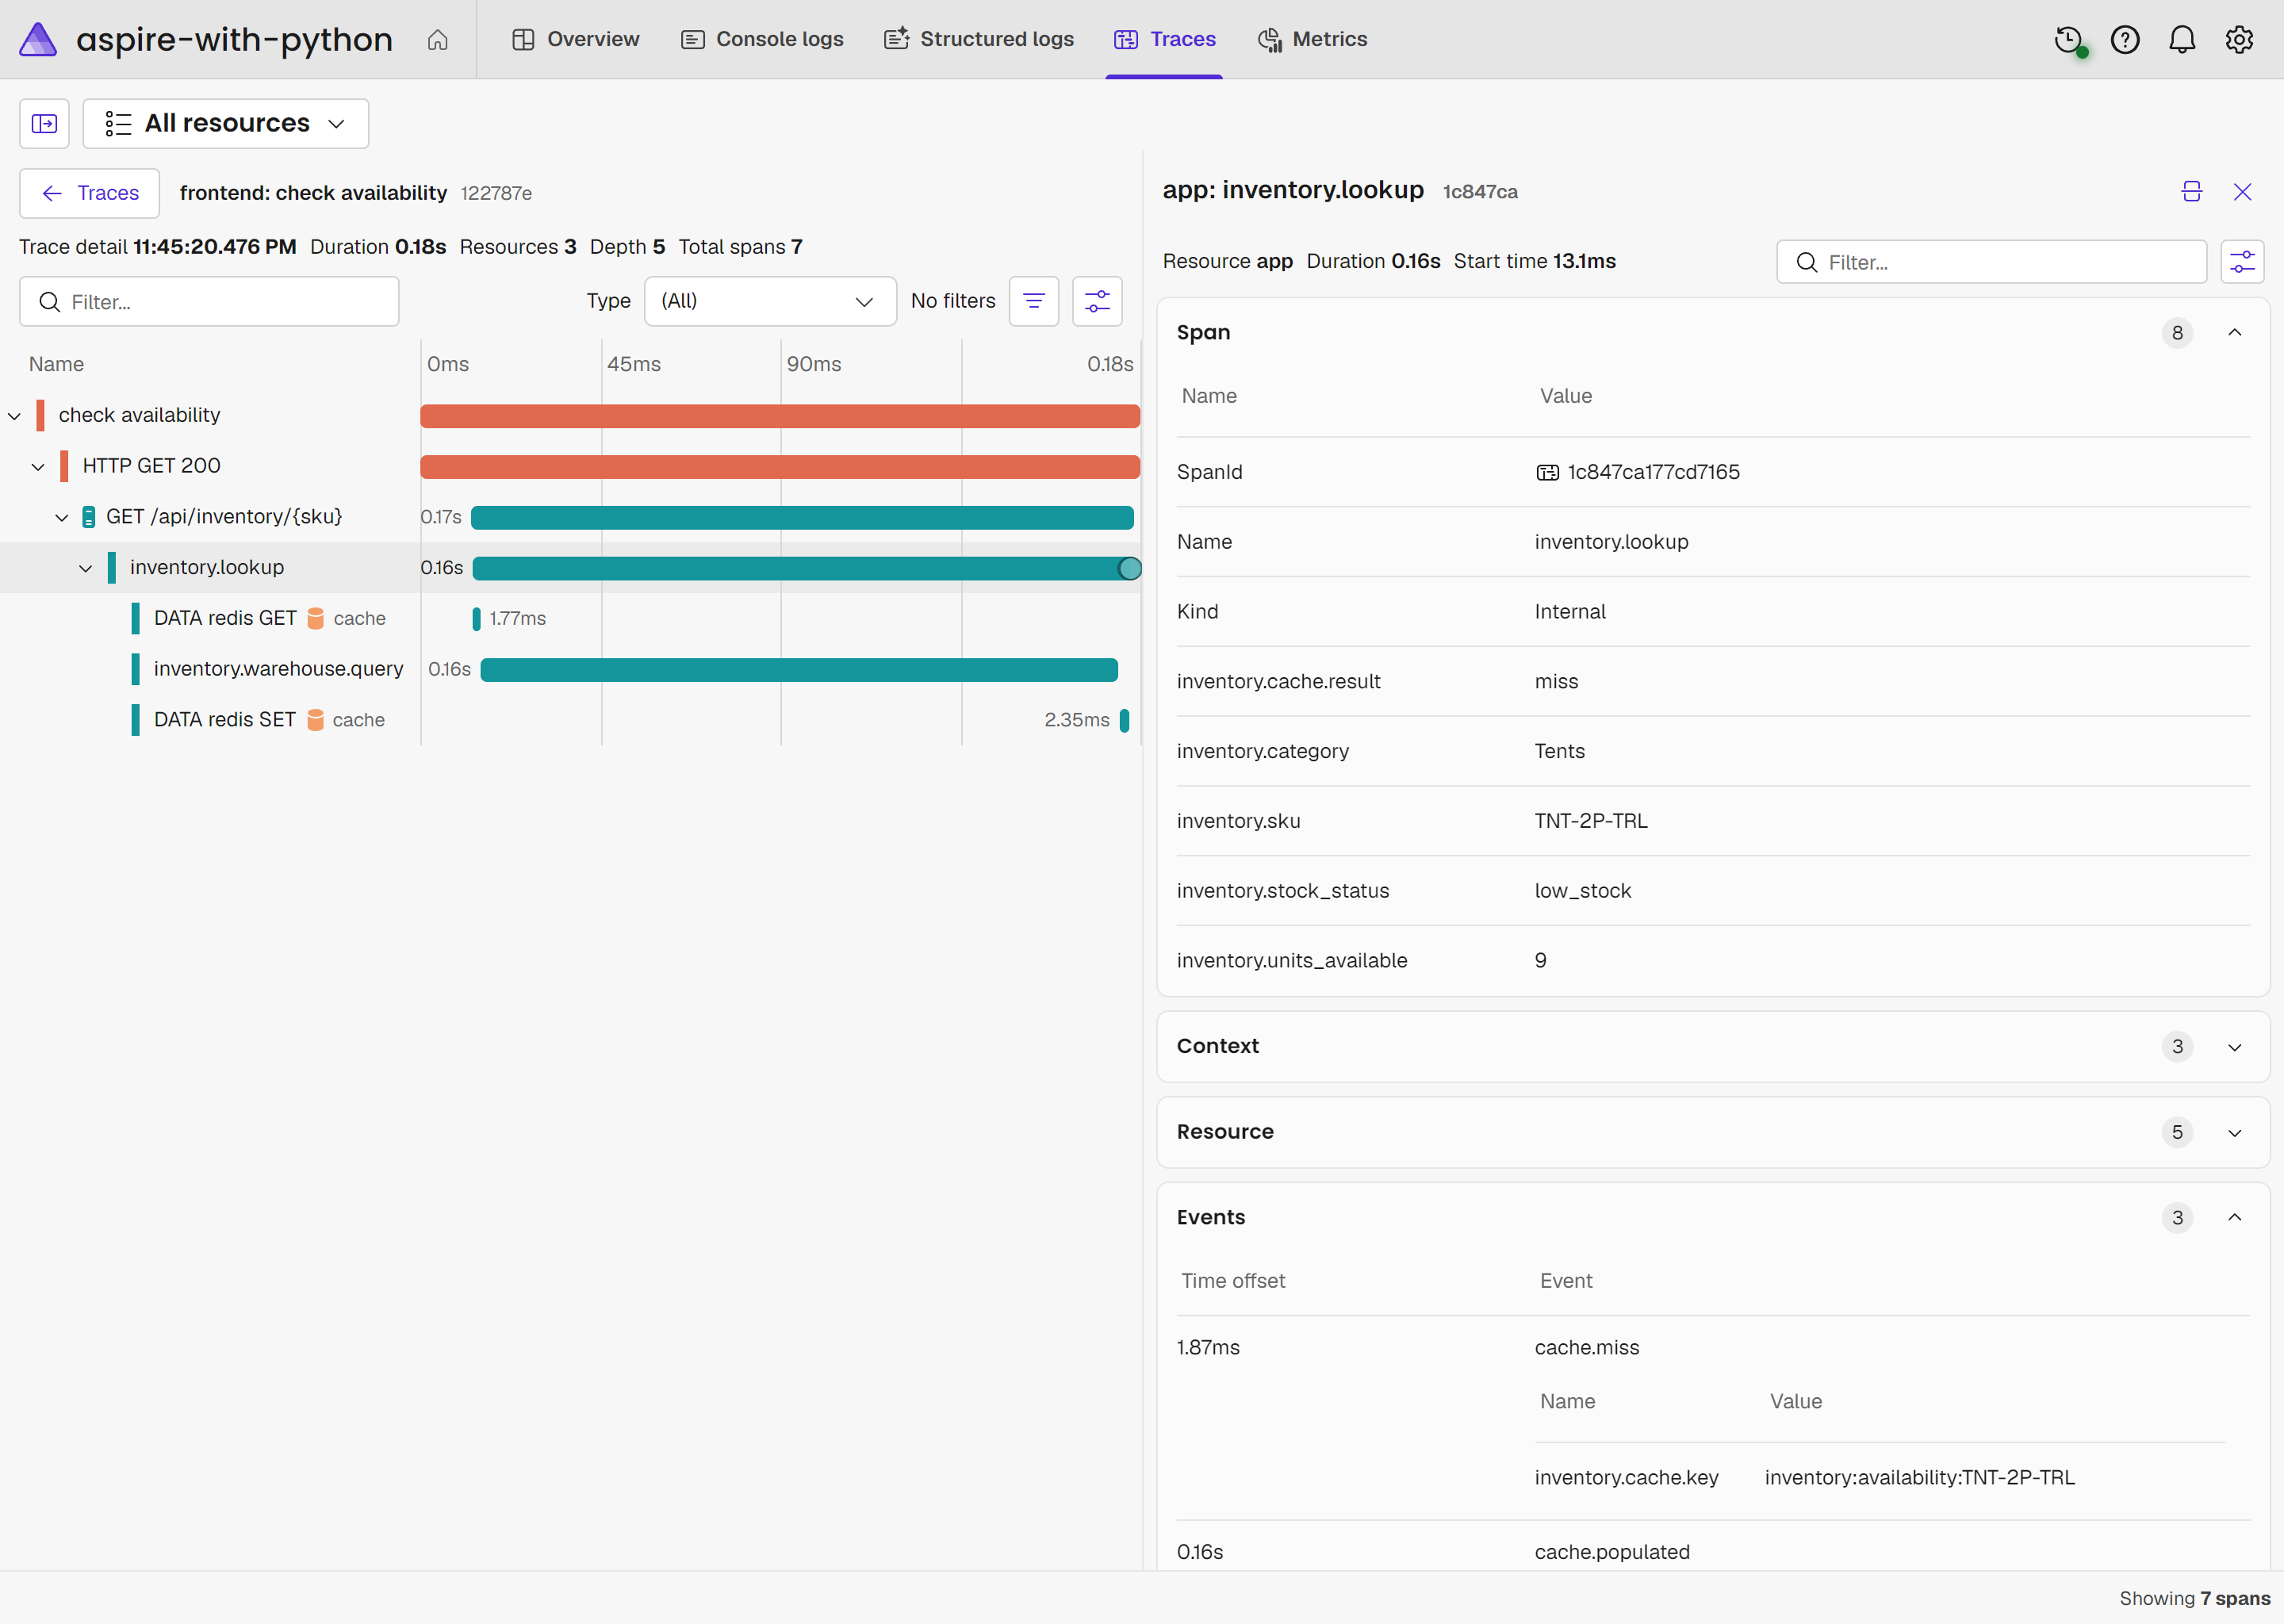 aspire-with-python
Overview
Console logs
Structured logs
Traces
Metrics
All resources
Traces
frontend: check availability 122787e
Trace detail 11:45:20.476 PM Duration 0.18s Resources 3 Depth 5 Total spans 7
Filter...
Type
(All)
No filters
Name
0ms
45ms
90ms
0.18s
check availability
HTTP GET 200
GET /api/inventory/{sku}
0.17s
inventory.lookup
0.16s
DATA redis GET cache
1.77ms
inventory.warehouse.query
0.16s
DATA redis SET cache
2.35ms
app: inventory.lookup 1c847ca
Resource app Duration 0.16s Start time 13.1ms
Filter...
Span
8
Name Value
SpanId 1c847ca177cd7165
Name inventory.lookup
Kind Internal
inventory.cache.result miss
inventory.category Tents
inventory.sku TNT-2P-TRL
inventory.stock_status low_stock
inventory.units_available 9
Context
3
Resource
5
Events
3
Time offset Event
1.87ms cache.miss
Name Value
inventory.cache.key inventory:availability:TNT-2P-TRL
0.16s cache.populated
Showing 7 spans